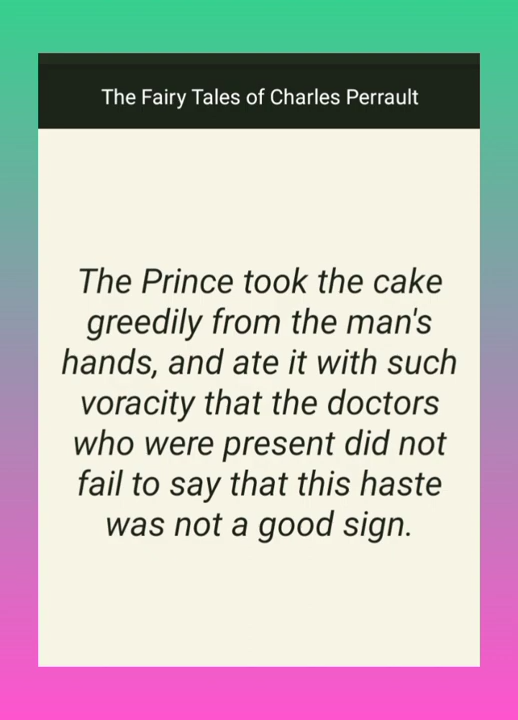 The Fairy Tales of Charles Perrault
The Prince took the cake
greedily from the man's
hands, and ate it with such
voracity that the doctors
who were present did not
fail to say that this haste
was not a good sign.